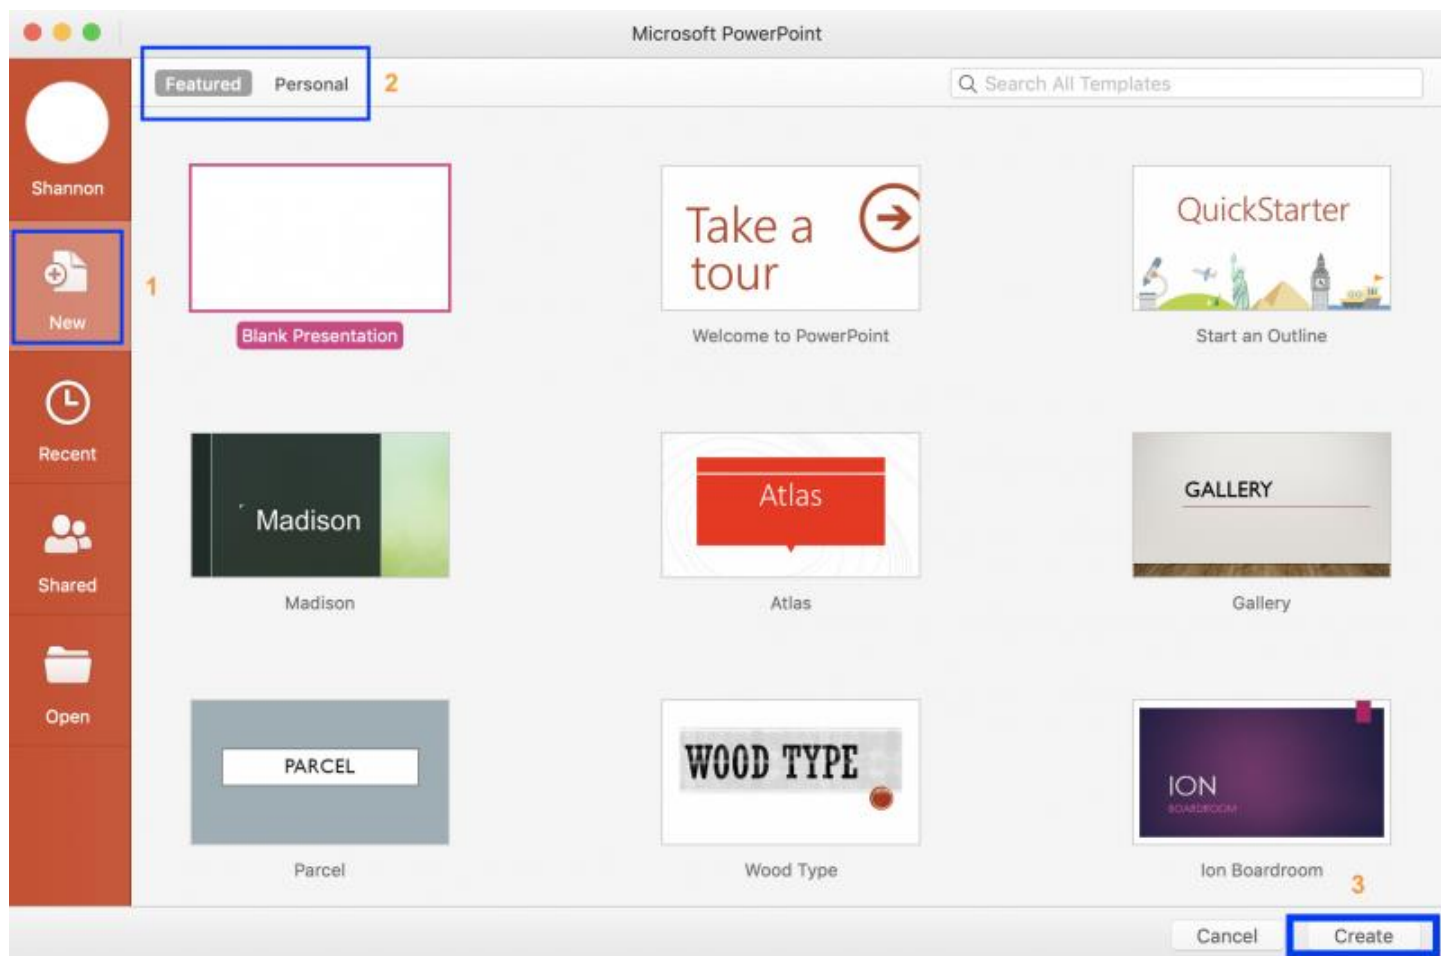 Microsoft PowerPoint
Featured Personal 2
Search All Templates
Shannon
New
1
Recent
Shared
Open
Blank Presentation
Take a
tour
Welcome to PowerPoint
QuickStarter
Start an Outline
Madison
Madison
Atlas
Atlas
GALLERY
Gallery
PARCEL
Parcel
WOOD TYPE
Wood Type
ION
BOARDROOM
Ion Boardroom
3
Cancel Create